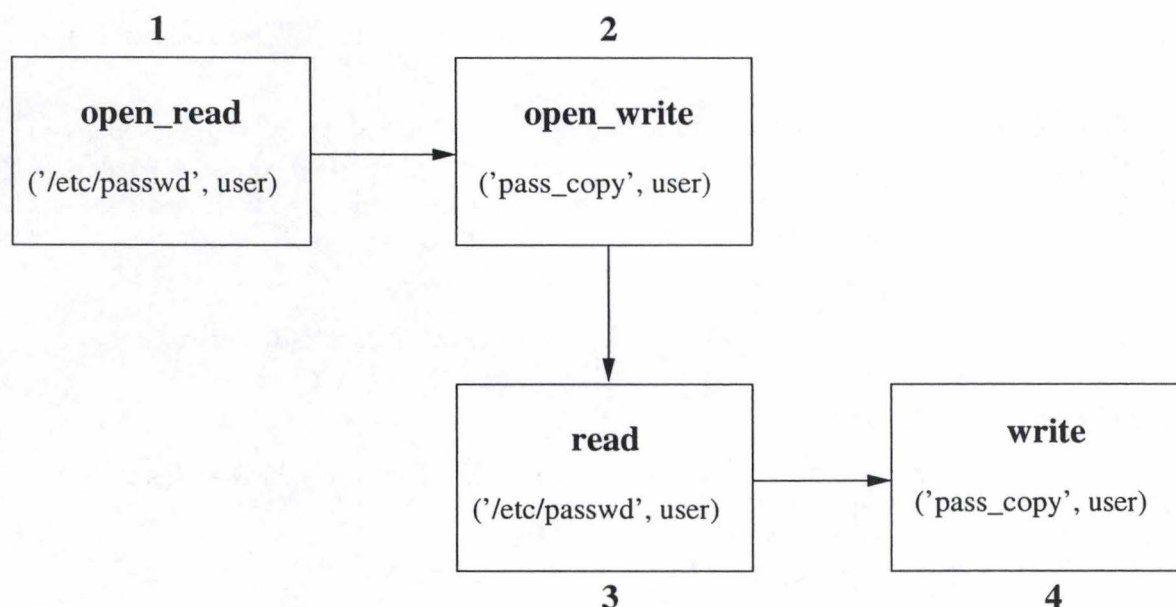 1
open_read
('/etc/passwd', user)
2
open_write
('pass_copy', user)
read
('/etc/passwd', user)
3
write
('pass_copy', user)
4